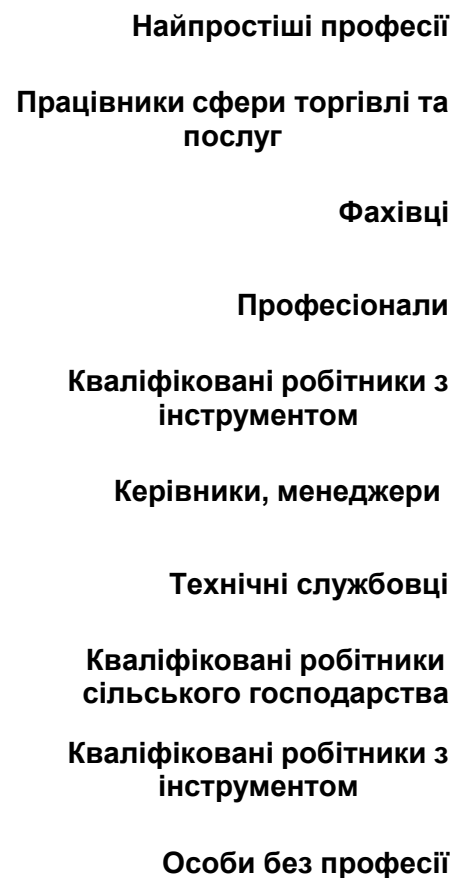 Найпростіші професії
Працівники сфери торгівлі та
послуг
Фахівці
Професіонали
Кваліфіковані робітники з
інструментом
Керівники, менеджери
Технічні службовці
Кваліфіковані робітники
сільського господарства
Кваліфіковані робітники з
інструментом
Особи без професії